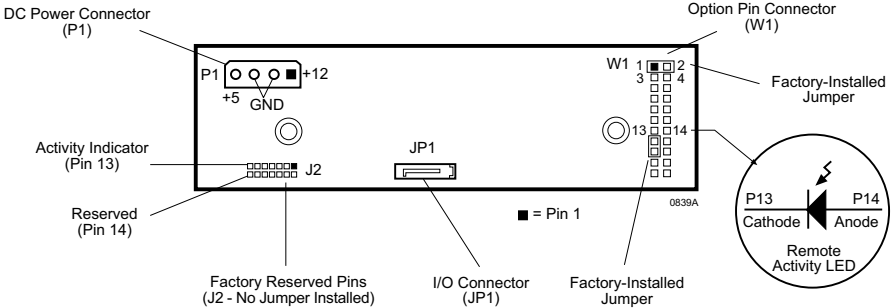 DC Power Connector
(P1)
Option Pin Connector
(W1)
P1
+12
+5
GND
W1 1 2
3 4
Factory-Installed
Jumper
13 14
Activity Indicator
(Pin 13)
J2
JP1
Reserved
(Pin 14)
■ = Pin 1
0839A
P13 P14
Cathode Anode
Remote
Activity LED
Factory Reserved Pins
(J2 - No Jumper Installed)
I/O Connector
(JP1)
Factory-Installed
Jumper